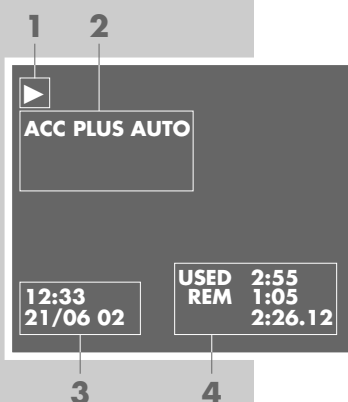 1 2
ACC PLUS AUTO
12:33
21/06 02
USED 2:55
REM 1:05
2:26.12
3 4